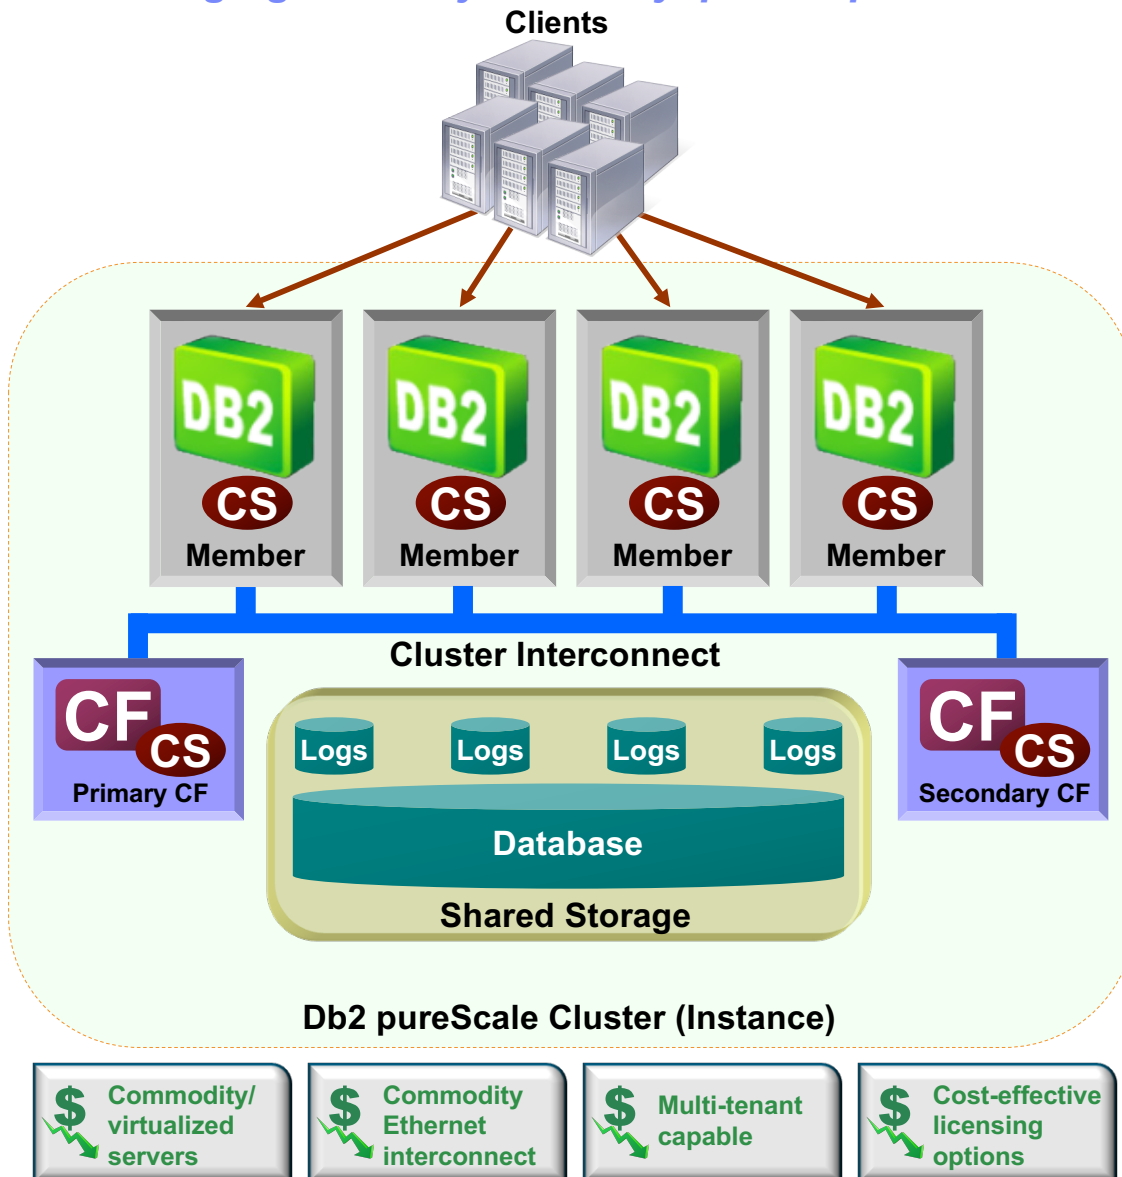 Clients
DB2 DB2 DB2 DB2
CS CS CS CS
Member Member Member Member
Cluster Interconnect
CF CS
Primary CF
CF CS
Secondary CF
Logs Logs Logs Logs
Database
Shared Storage
Db2 pureScale Cluster (Instance)
$ Commodity/
virtualized
servers
$ Commodity
Ethernet
interconnect
$ Multi-tenant
capable
$ Cost-effective
licensing
options